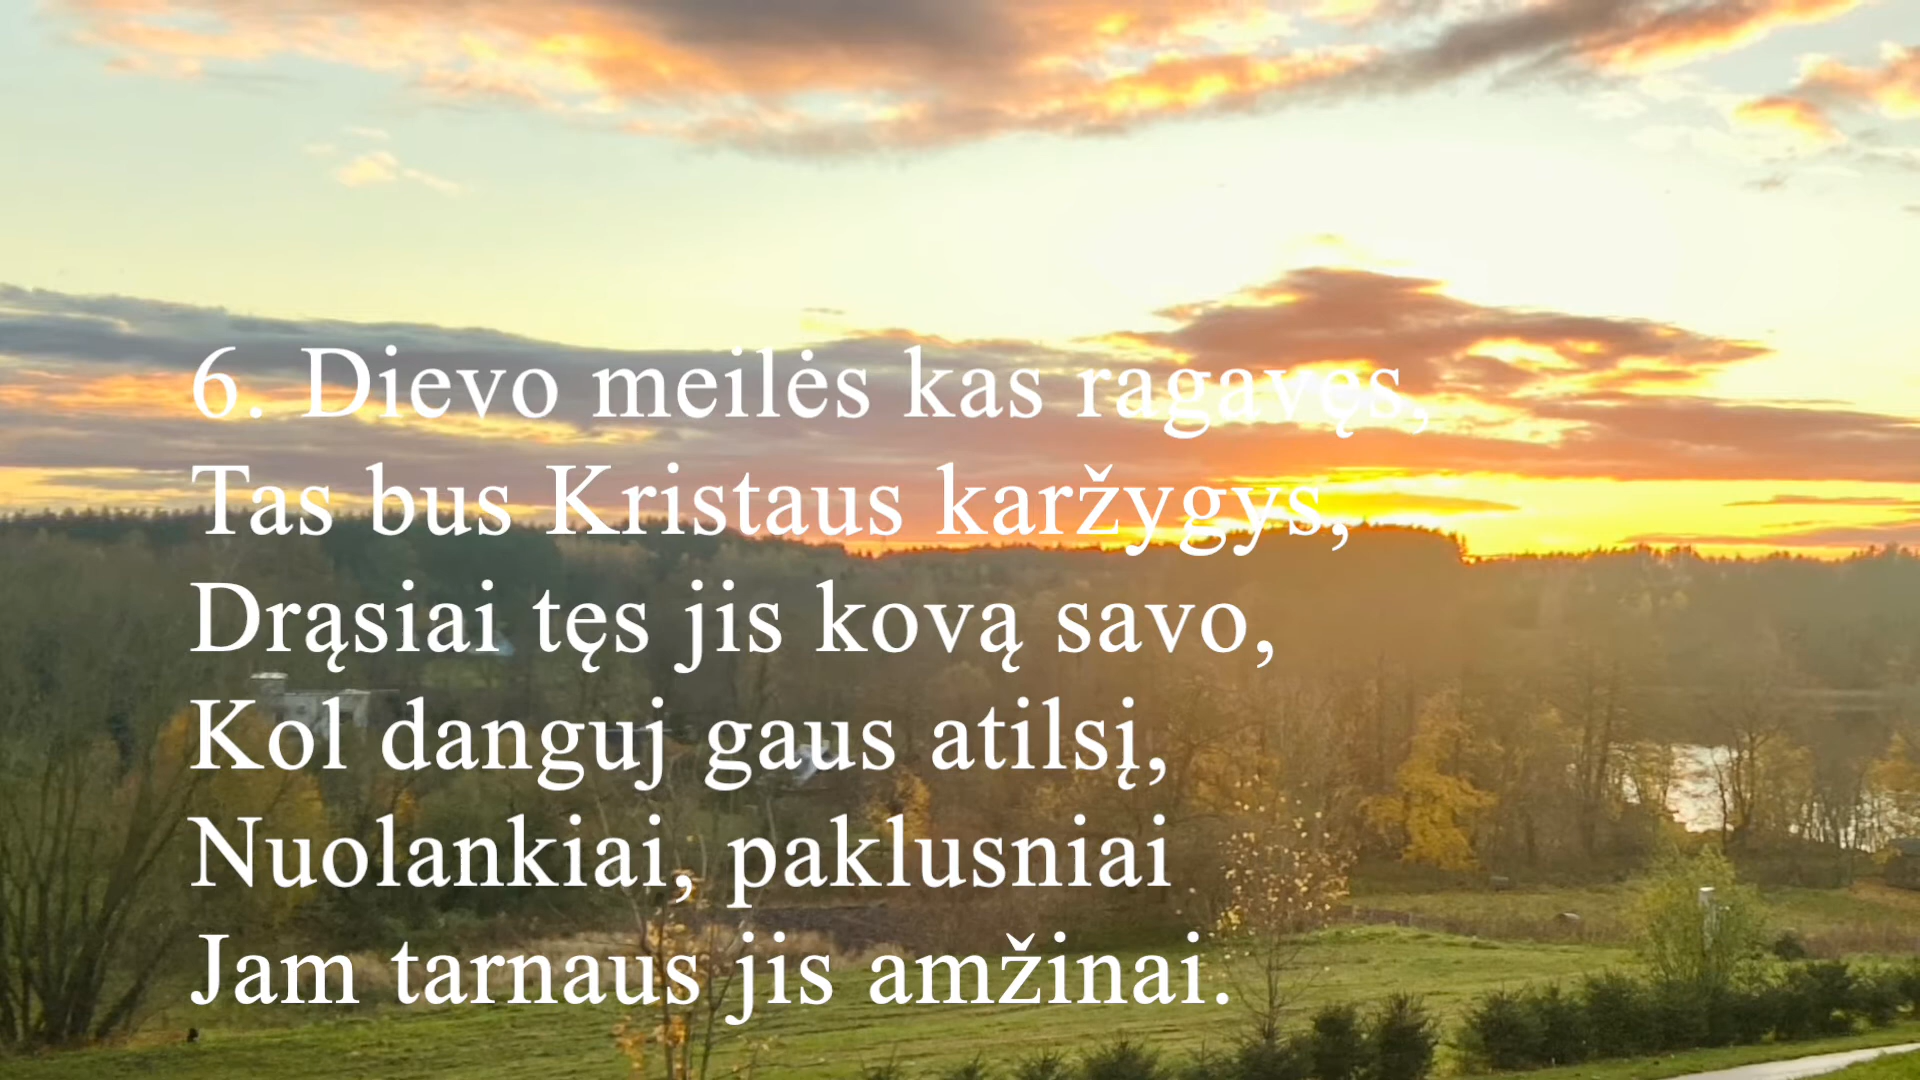 6. Dievo meilės kas ragavęs,
Tas bus Kristaus karžygys,
Drąsiai tęs jis kovą savo,
Kol danguj gaus atilsį,
Nuolankiai, paklusniai
Jam tarnaus jis amžinai.